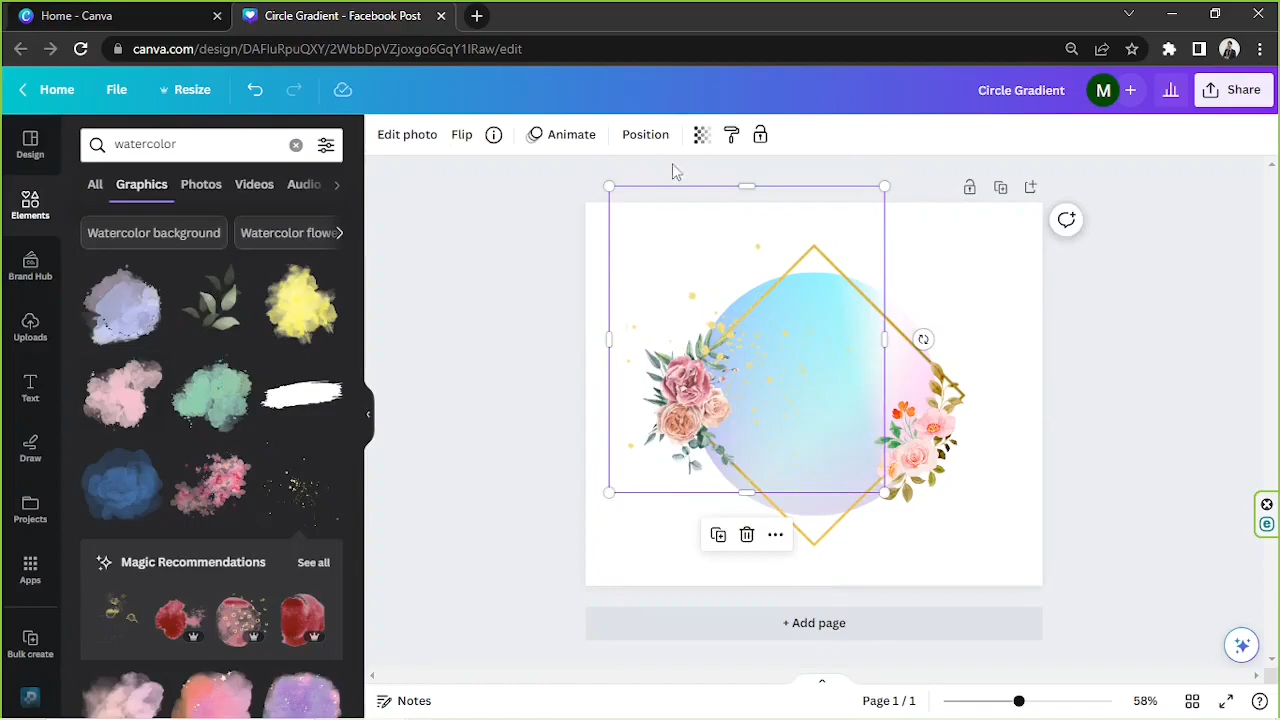 Home - Canva
Circle Gradient - Facebook Post
canva.com/design/DAFluRpuQXY/2WbbDpVZjoxgo6GqY1IRaw/edit
Home
File
Resize
Circle Gradient
M
Share
Design
Elements
Brand Hub
Uploads
Text
Draw
Projects
Apps
Bulk create
watercolor
All
Graphics
Photos
Videos
Audio
Watercolor background
Watercolor flowe
Magic Recommendations
See all
Edit photo
Flip
Animate
Position
+ Add page
Notes
Page 1 / 1
58%